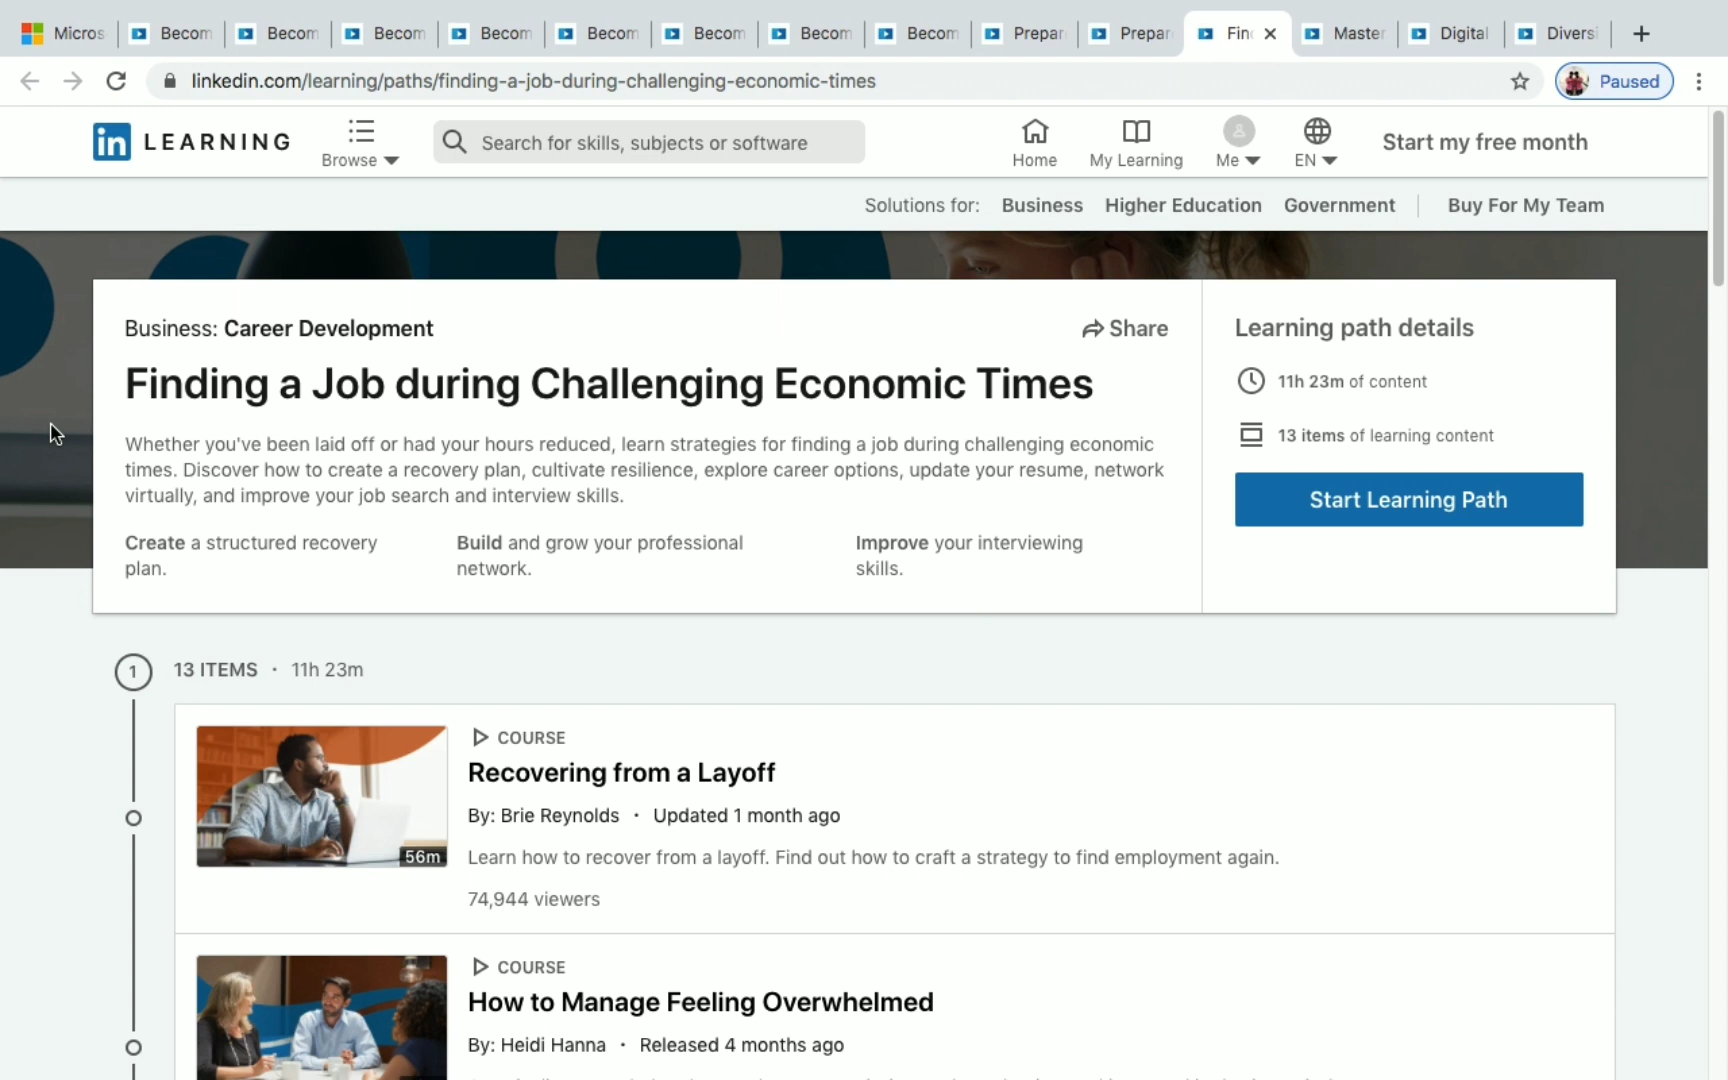 Micros
Becom
Becom
Becom
Becom
Becom
Becom
Becom
Becom
Prepar
Prepar
Fin
Master
Digital
Diversi
linkedin.com/learning/paths/finding-a-job-during-challenging-economic-times
Paused
in LEARNING
Browse
Search for skills, subjects or software
Home
My Learning
Me
EN
Start my free month
Solutions for: Business Higher Education Government Buy For My Team
Business: Career Development
Share
Finding a Job during Challenging Economic Times
Whether you've been laid off or had your hours reduced, learn strategies for finding a job during challenging economic
times. Discover how to create a recovery plan, cultivate resilience, explore career options, update your resume, network
virtually, and improve your job search and interview skills.
Create a structured recovery
plan.
Build and grow your professional
network.
Improve your interviewing
skills.
Learning path details
11h 23m of content
13 items of learning content
Start Learning Path
1
13 ITEMS · 11h 23m
56m
COURSE
Recovering from a Layoff
By: Brie Reynolds · Updated 1 month ago
Learn how to recover from a layoff. Find out how to craft a strategy to find employment again.
74,944 viewers
COURSE
How to Manage Feeling Overwhelmed
By: Heidi Hanna · Released 4 months ago